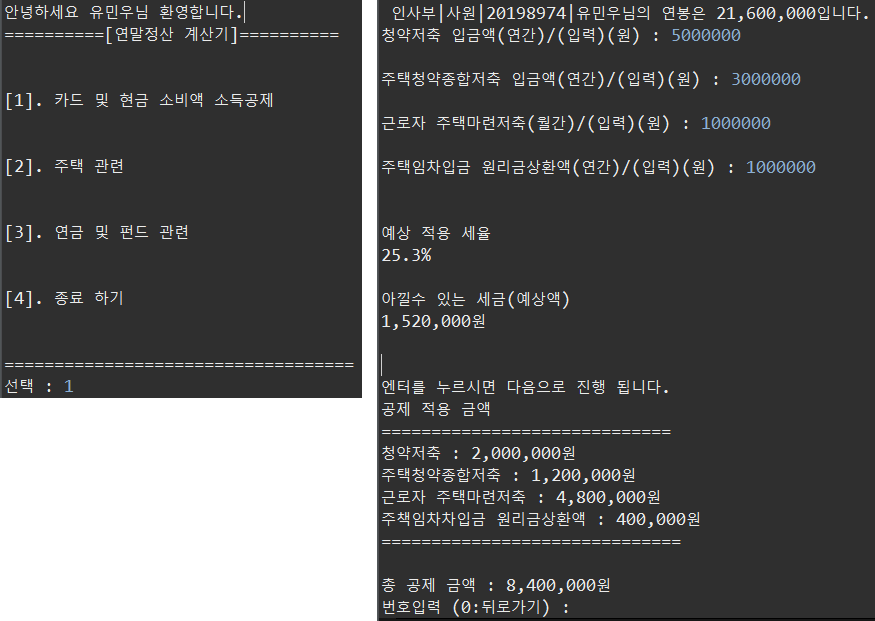 안녕하세요 유민우님 환영합니다.
==========[연말정산 계산기]==========
[1]. 카드 및 현금 소비액 소득공제
[2]. 주택 관련
[3]. 연금 및 펀드 관련
[4]. 종료 하기
===================================
선택 : 1
인사부|사원|20198974|유민우님의 연봉은 21,600,000입니다.
청약저축 입금액(연간)/(입력)(원) : 5000000
주택청약종합저축 입금액(연간)/(입력)(원) : 3000000
근로자 주택마련저축(월간)/(입력)(원) : 1000000
주택임차입금 원리금상환액(연간)/(입력)(원) : 1000000
예상 적용 세율
25.3%
아낄수 있는 세금(예상액)
1,520,000원
엔터를 누르시면 다음으로 진행 됩니다.
공제 적용 금액
=============================
청약저축 : 2,000,000원
주택청약종합저축 : 1,200,000원
근로자 주택마련저축 : 4,800,000원
주책임차차입금 원리금상환액 : 400,000원
==============================
총 공제 금액 : 8,400,000원
번호입력 (0:뒤로가기) :